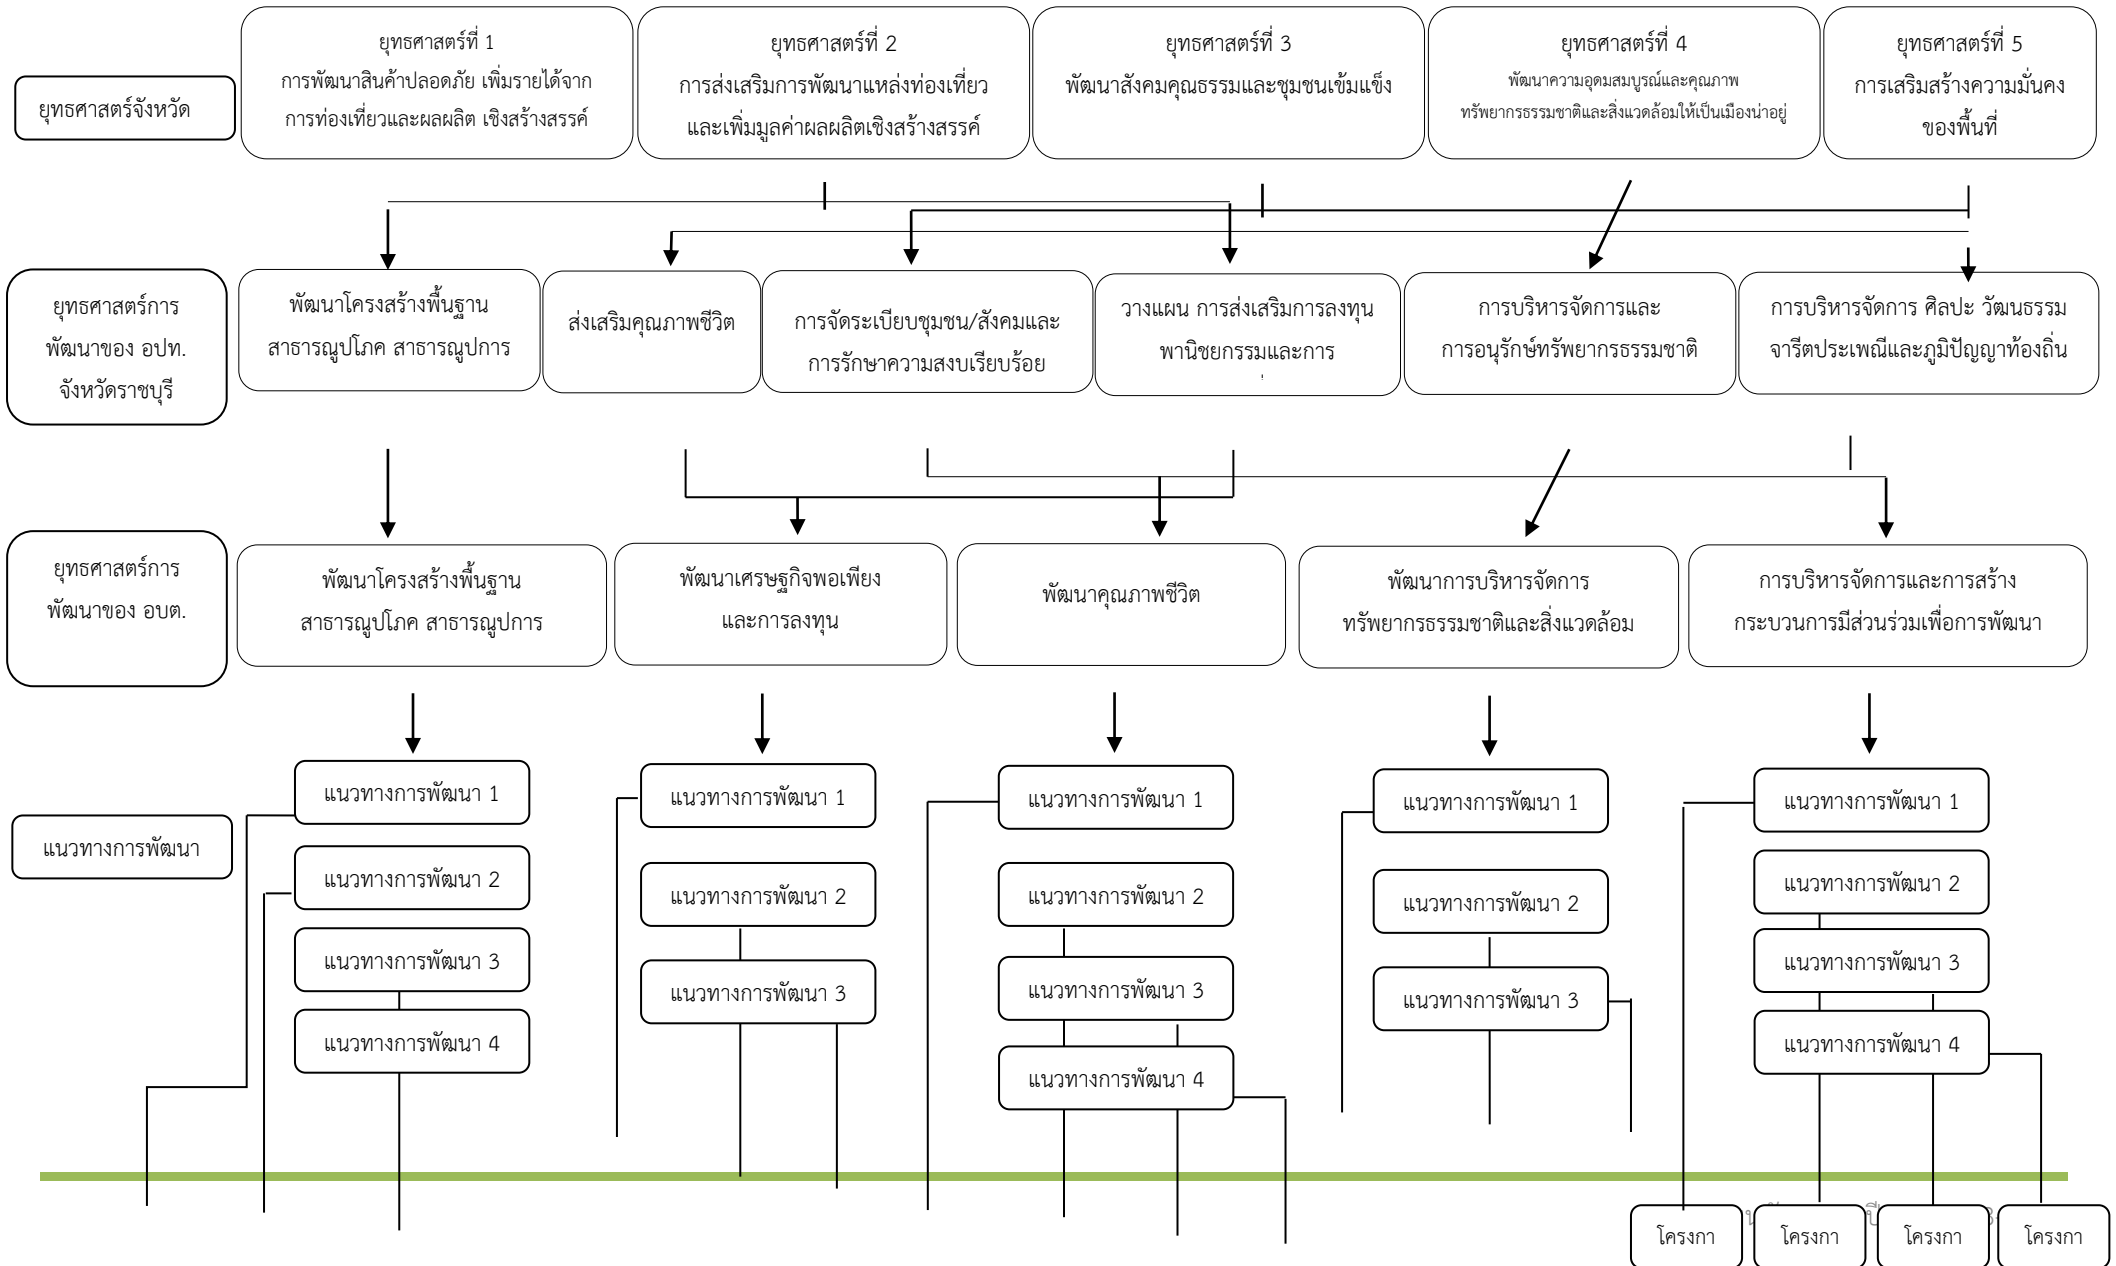 ยุทธศาสตร์จังหวัด
ยุทธศาสตร์ที่ 1
การพัฒนาสินค้าปลอดภัย เพิ่มรายได้จาก
การท่องเที่ยวและผลผลิต เชิงสร้างสรรค์
ยุทธศาสตร์ที่ 2
การส่งเสริมการพัฒนาแหล่งท่องเที่ยว
และเพิ่มมูลค่าผลผลิตเชิงสร้างสรรค์
ยุทธศาสตร์ที่ 3
พัฒนาสังคมคุณธรรมและชุมชนเข้มแข็ง
ยุทธศาสตร์ที่ 4
พัฒนาความอุดมสมบูรณ์และคุณภาพ
ทรัพยากรธรรมชาติและสิ่งแวดล้อมให้เป็นเมืองน่าอยู่
ยุทธศาสตร์ที่ 5
การเสริมสร้างความมั่นคง
ของพื้นที่
ยุทธศาสตร์การ
พัฒนาของ อปท.
จังหวัดราชบุรี
พัฒนาโครงสร้างพื้นฐาน
สาธารณูปโภค สาธารณูปการ
ส่งเสริมคุณภาพชีวิต
การจัดระเบียบชุมชน/สังคมและ
การรักษาความสงบเรียบร้อย
วางแผน การส่งเสริมการลงทุน
พานิชยกรรมและการ
การบริหารจัดการและ
การอนุรักษ์ทรัพยากรธรรมชาติ
การบริหารจัดการ ศิลปะ วัฒนธรรม
จารีตประเพณีและภูมิปัญญาท้องถิ่น
ยุทธศาสตร์การ
พัฒนาของ อบต.
พัฒนาโครงสร้างพื้นฐาน
สาธารณูปโภค สาธารณูปการ
พัฒนาเศรษฐกิจพอเพียง
และการลงทุน
พัฒนาคุณภาพชีวิต
พัฒนาการบริหารจัดการ
ทรัพยากรธรรมชาติและสิ่งแวดล้อม
การบริหารจัดการและการสร้าง
กระบวนการมีส่วนร่วมเพื่อการพัฒนา
แนวทางการพัฒนา
แนวทางการพัฒนา 1
แนวทางการพัฒนา 2
แนวทางการพัฒนา 3
แนวทางการพัฒนา 4
แนวทางการพัฒนา 1
แนวทางการพัฒนา 2
แนวทางการพัฒนา 3
แนวทางการพัฒนา 1
แนวทางการพัฒนา 2
แนวทางการพัฒนา 3
แนวทางการพัฒนา 4
แนวทางการพัฒนา 1
แนวทางการพัฒนา 2
แนวทางการพัฒนา 3
แนวทางการพัฒนา 1
แนวทางการพัฒนา 2
แนวทางการพัฒนา 3
แนวทางการพัฒนา 4
โครงกา
โครงกา
โครงกา
โครงกา